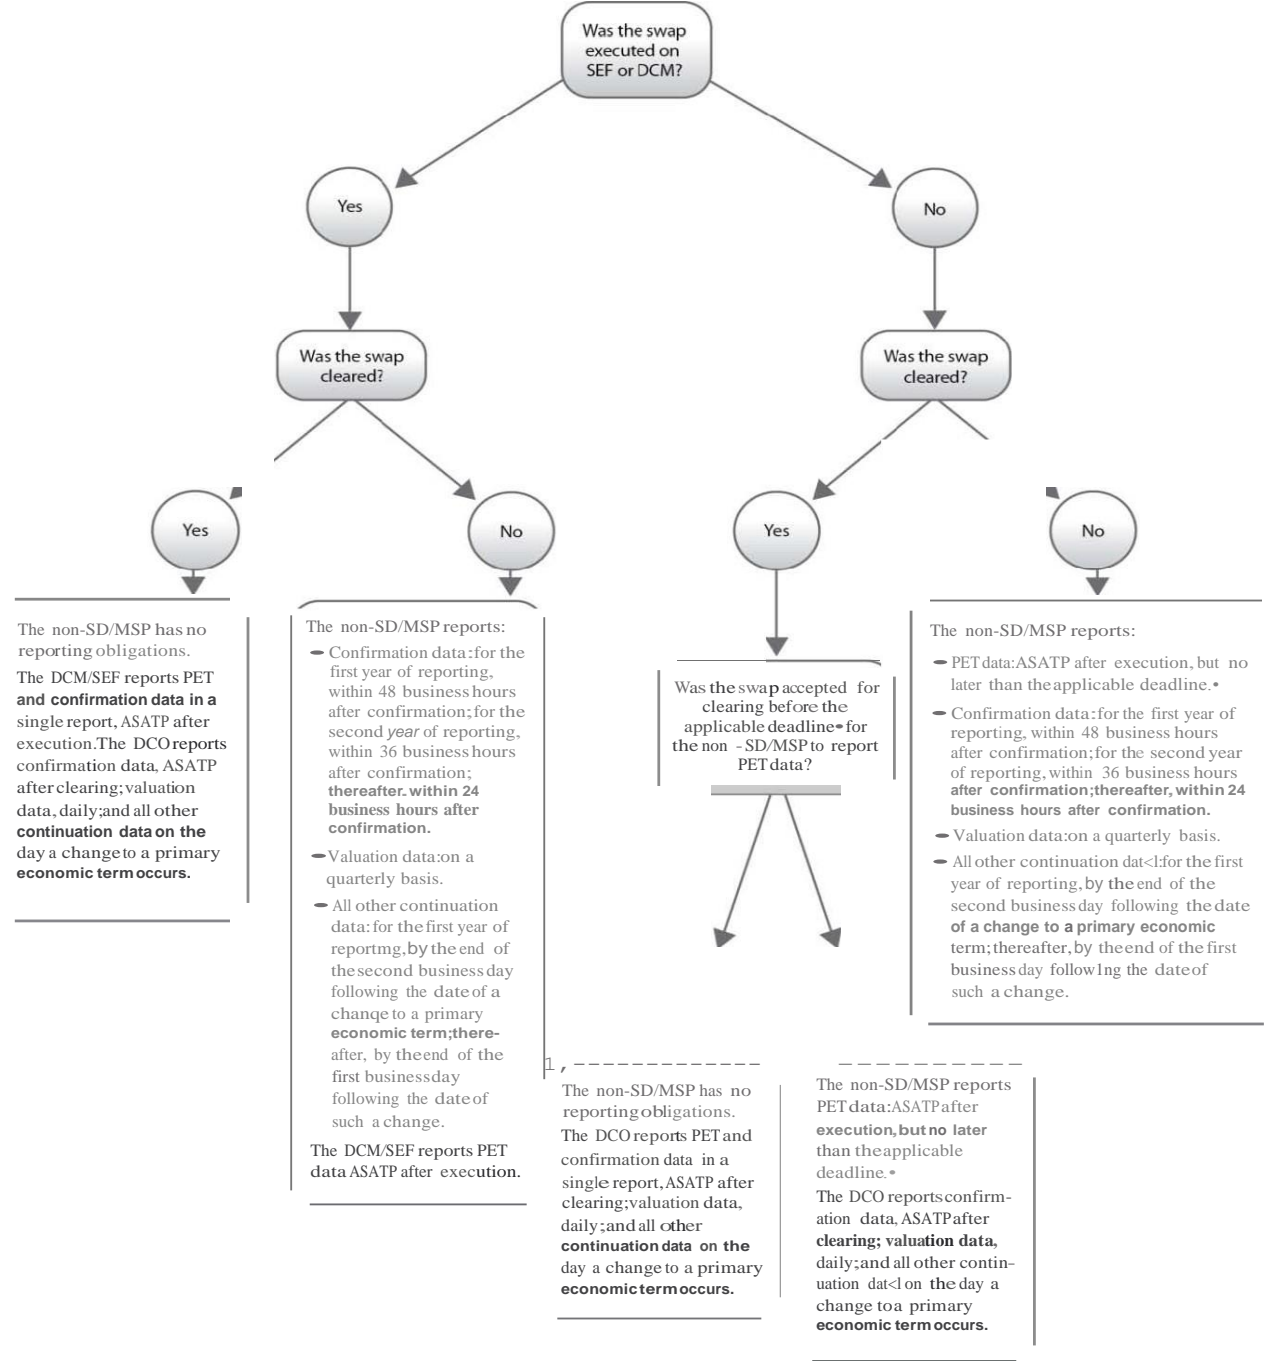 Was the swap
executed on
SEF or DCM?
Yes
No
Was the swap
cleared?
Was the swap
cleared?
Yes
No
Yes
No
The non-SD/MSP has no
reporting obligations.
The DCM/SEF reports PET
and confirmation data in a
single report, ASATP after
execution.The DCO reports
confirmation data, ASATP
after clearing; valuation
data, daily;and all other
continuation data on the
day a change to a primary
economic term occurs.
The non-SD/MSP reports:
Confirmation data:for the
first year of reporting,
within 48 business hours
after confirmation;for the
second year of reporting,
within 36 business hours
after confirmation;
thereafter. within 24
business hours after
confirmation.
Valuation data:on a
quarterly basis.
All other continuation
data: for the first year of
reportmg, by the end of
the second business day
following the date of a
chanqe to a primary
economic term;there-
after, by the end of the
first business day
following the date of
such a change.
The DCM/SEF reports PET
data ASATP after execution.
Was the swap accepted for
clearing before the
applicable deadline• for
the non -SD/MSP to report
PET data?
The non-SD/MSP reports:
PET data:ASATP after execution, but no
later than the applicable deadline.•
Confirmation data:for the first year of
reporting, within 48 business hours
after confirmation;for the second year
of reporting, within 36 business hours
after confirmation;thereafter, within 24
business hours after confirmation.
Valuation data:on a quarterly basis.
All other continuation dat<l:for the first
year of reporting, by the end of the
second business day following the date
of a change to a primary economic
term; thereafter, by the end of the first
business day follow1ng the date of
such a change.
1,
The non-SD/MSP has no
reporting obligations.
The DCO reports PET and
confirmation data in a
single report, ASATP after
clearing;valuation data,
daily;and all other
continuation data on the
day a change to a primary
economic term occurs.
The non-SD/MSP reports
PET data:ASATP after
execution, but no later
than the applicable
deadline.•
The DCO reports confirm-
ation data, ASATP after
clearing; valuation data,
daily;and all other contin-
uation dat<l on the day a
change to a primary
economic term occurs.